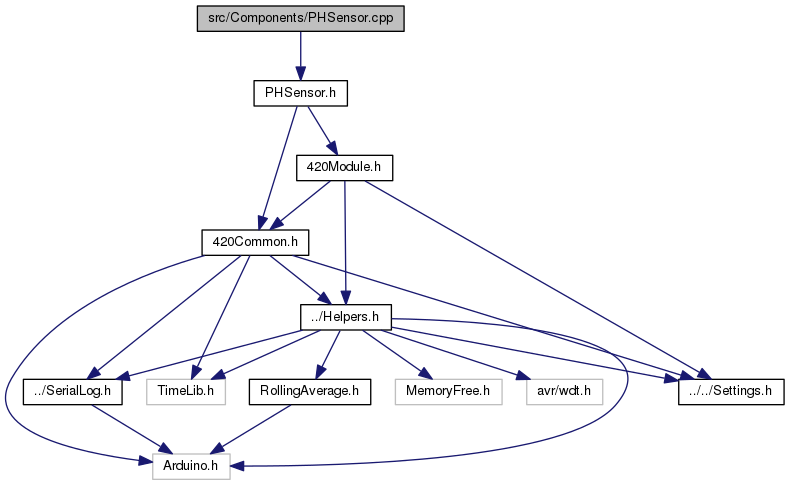 src/Components/PHSensor.cpp
PHSensor.h
420Module.h
420Common.h
../Helpers.h
../SerialLog.h
TimeLib.h
RollingAverage.h
MemoryFree.h
avr/wdt.h
../../Settings.h
Arduino.h